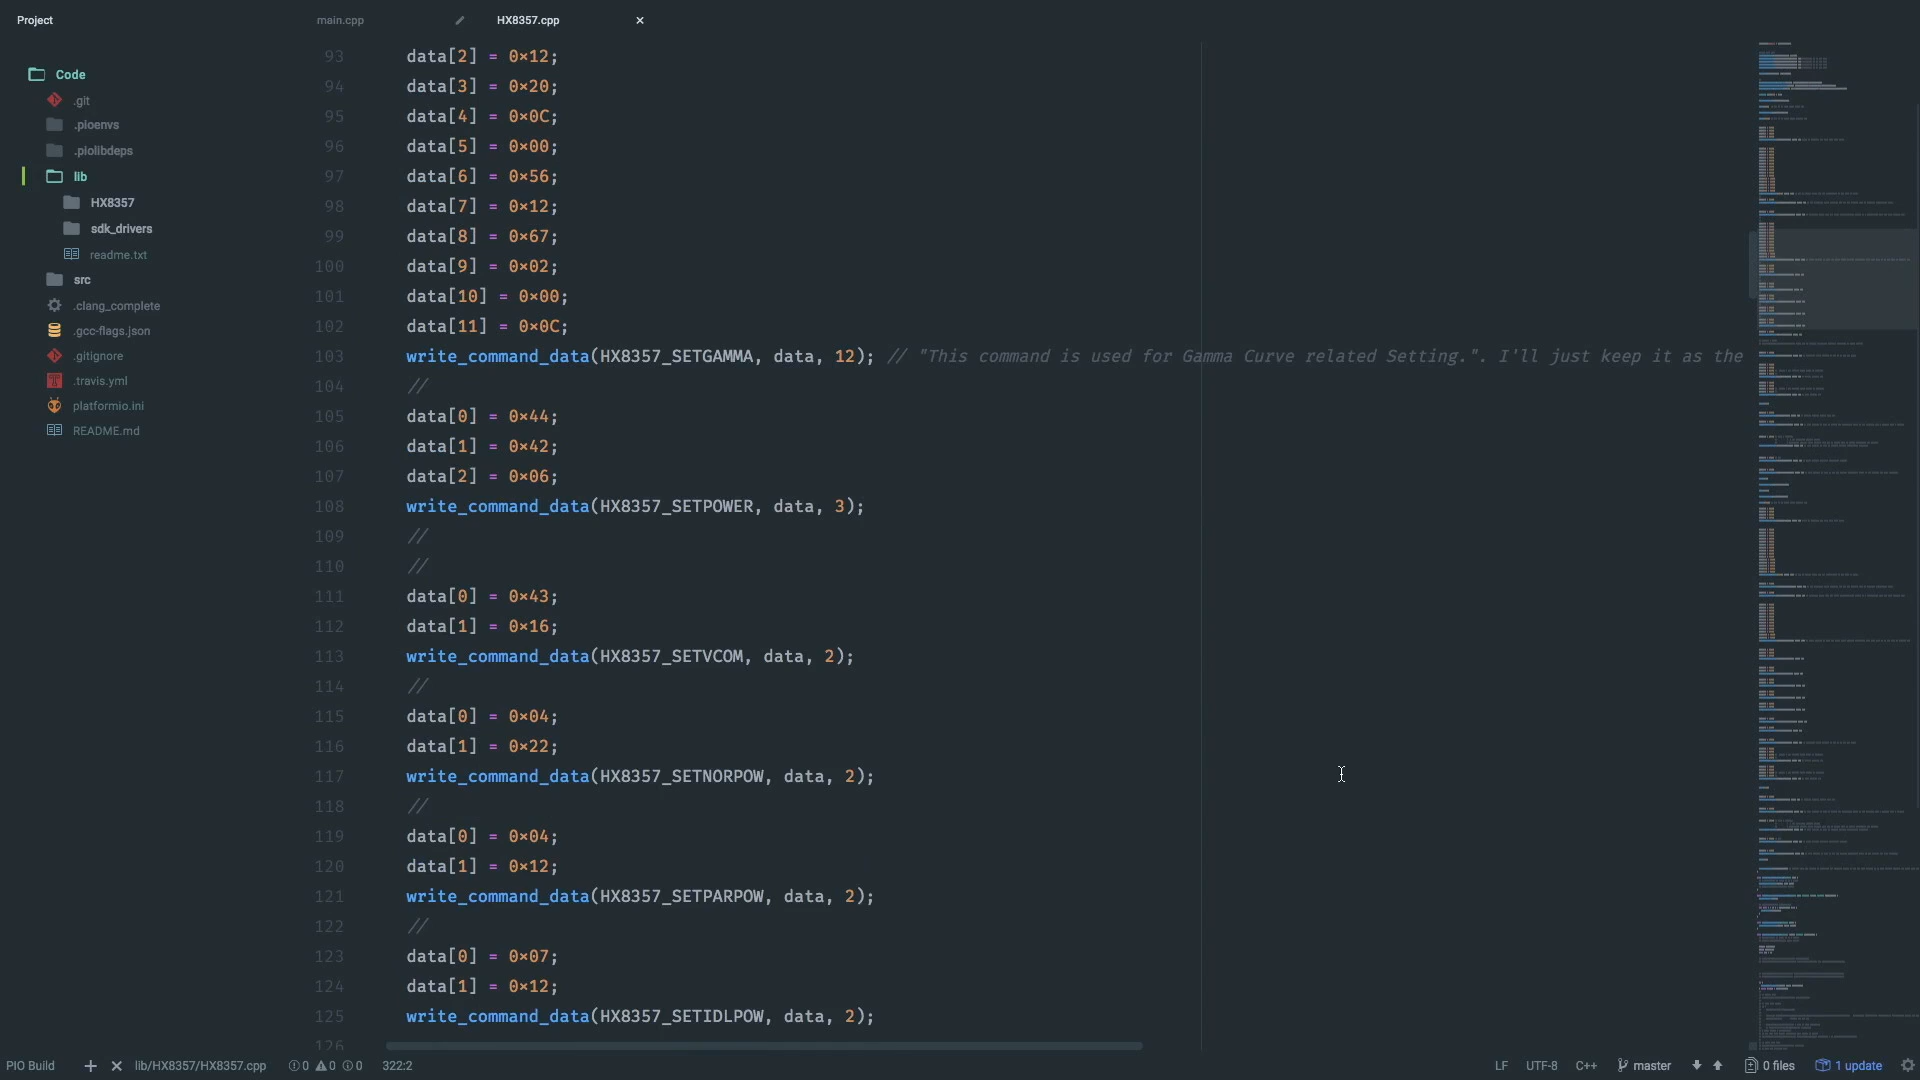 Project
main.cpp
HX8357.cpp
Code
.git
.pioenvs
.piolibdeps
lib
HX8357
sdk_drivers
readme.txt
src
.clang_complete
.gcc-flags.json
.gitignore
.travis.yml
platformio.ini
README.md
93 data[2] = 0x12;
94 data[3] = 0x20;
95 data[4] = 0x0C;
96 data[5] = 0x00;
97 data[6] = 0x56;
98 data[7] = 0x12;
99 data[8] = 0x67;
100 data[9] = 0x02;
101 data[10] = 0x00;
102 data[11] = 0x0C;
103 write_command_data(HX8357_SETGAMMA, data, 12); // "This command is used for Gamma Curve related Setting.". I'll just keep it as the
104 //
105 data[0] = 0x44;
106 data[1] = 0x42;
107 data[2] = 0x06;
108 write_command_data(HX8357_SETPOWER, data, 3);
109 //
110 //
111 data[0] = 0x43;
112 data[1] = 0x16;
113 write_command_data(HX8357_SETVCOM, data, 2);
114 //
115 data[0] = 0x04;
116 data[1] = 0x22;
117 write_command_data(HX8357_SETNORPOW, data, 2);
118 //
119 data[0] = 0x04;
120 data[1] = 0x12;
121 write_command_data(HX8357_SETPARPOW, data, 2);
122 //
123 data[0] = 0x07;
124 data[1] = 0x12;
125 write_command_data(HX8357_SETIDLPOW, data, 2);
126
PIO Build + × lib/HX8357/HX8357.cpp 0 0 0 322:2 LF UTF-8 C++ master 0 files 1 update